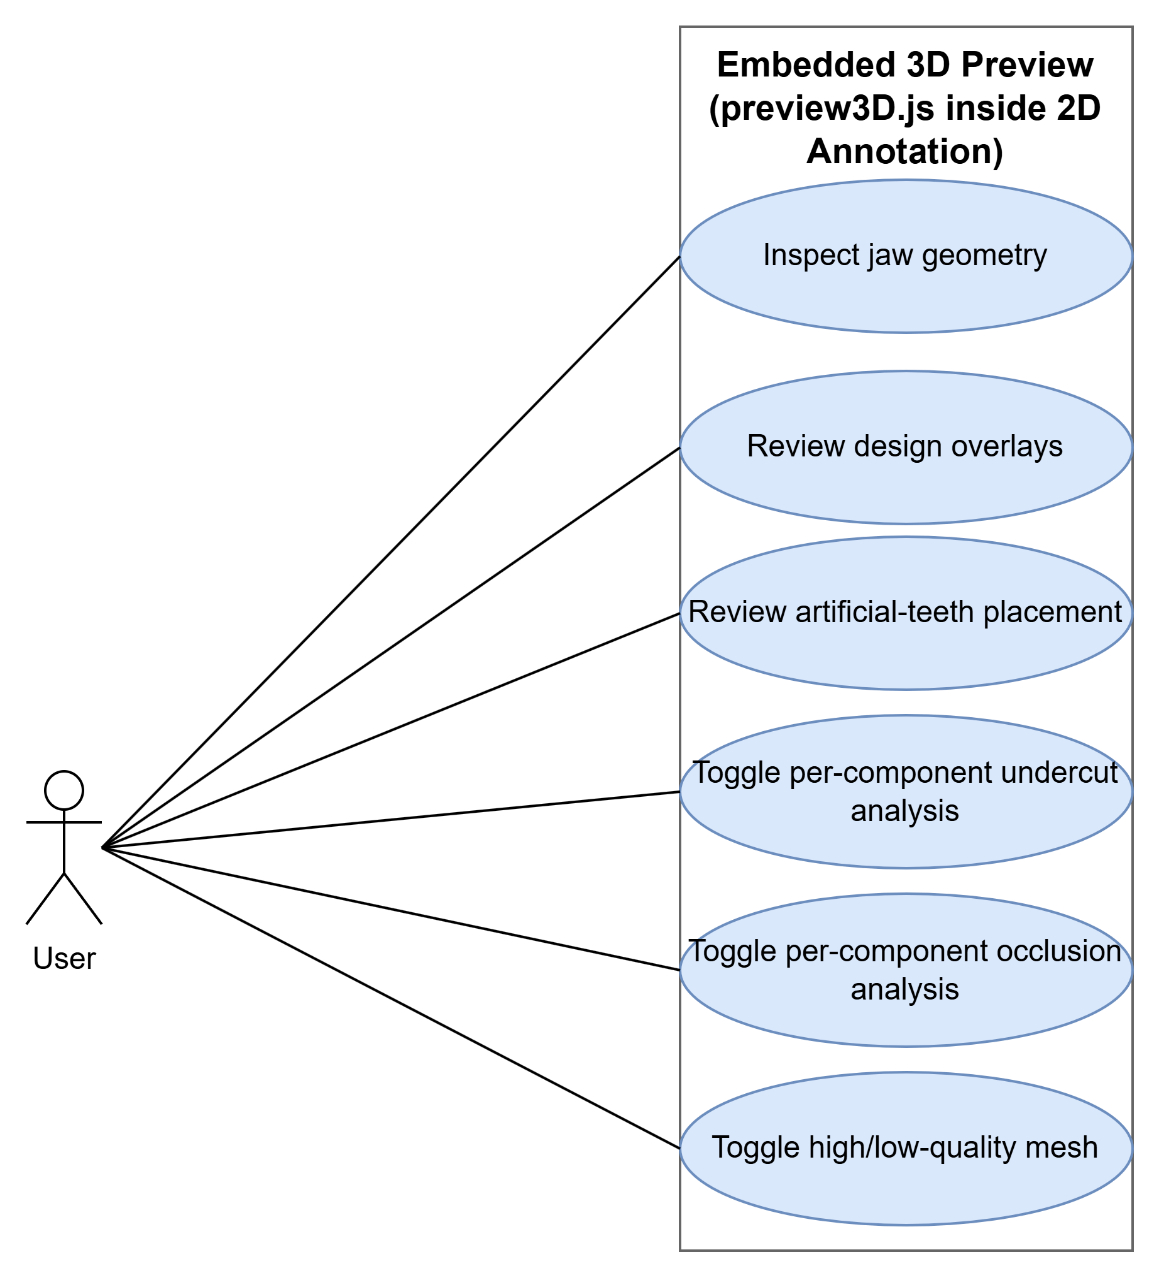 Embedded 3D Preview
(preview3D.js inside 2D
Annotation)
Inspect jaw geometry
Review design overlays
Review artificial-teeth placement
Toggle per-component undercut
analysis
Toggle per-component occlusion
analysis
Toggle high/low-quality mesh
User